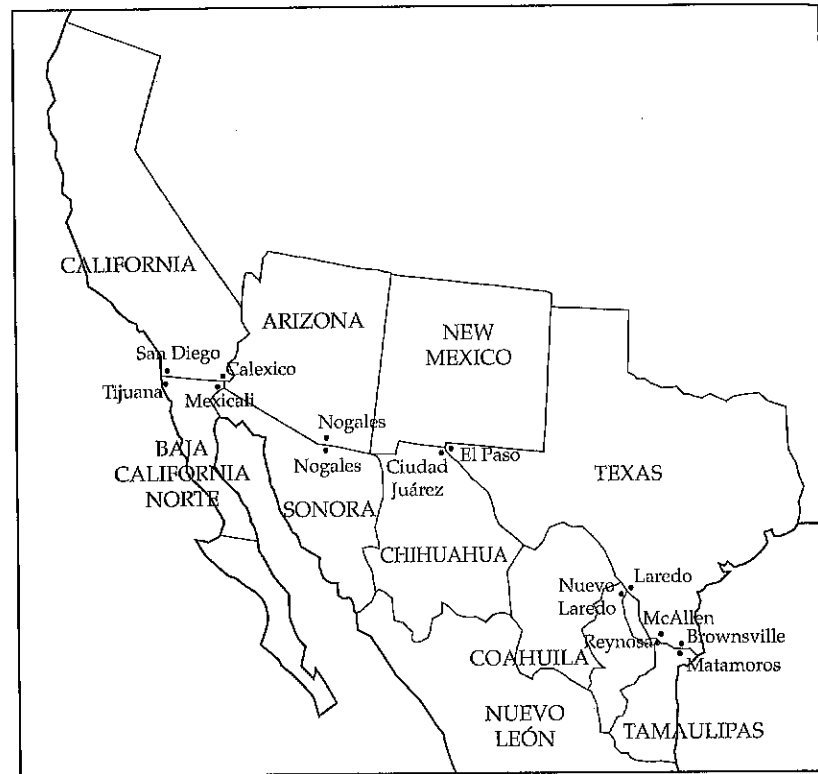 CALIFORNIA
ARIZONA
NEW
MEXICO
San Diego
Calexico
Tijuana
Mexicali
Nogales
BAJA
CALIFORNIA
NORTE
Nogales
Ciudad
Juárez
El Paso
TEXAS
SONORA
CHIHUAHUA
Nuevo
Laredo
Laredo
McAllen
Reynosa
Brownsville
Matamoros
COAHUILA
NUEVO
LEÓN
TAMAULIPAS